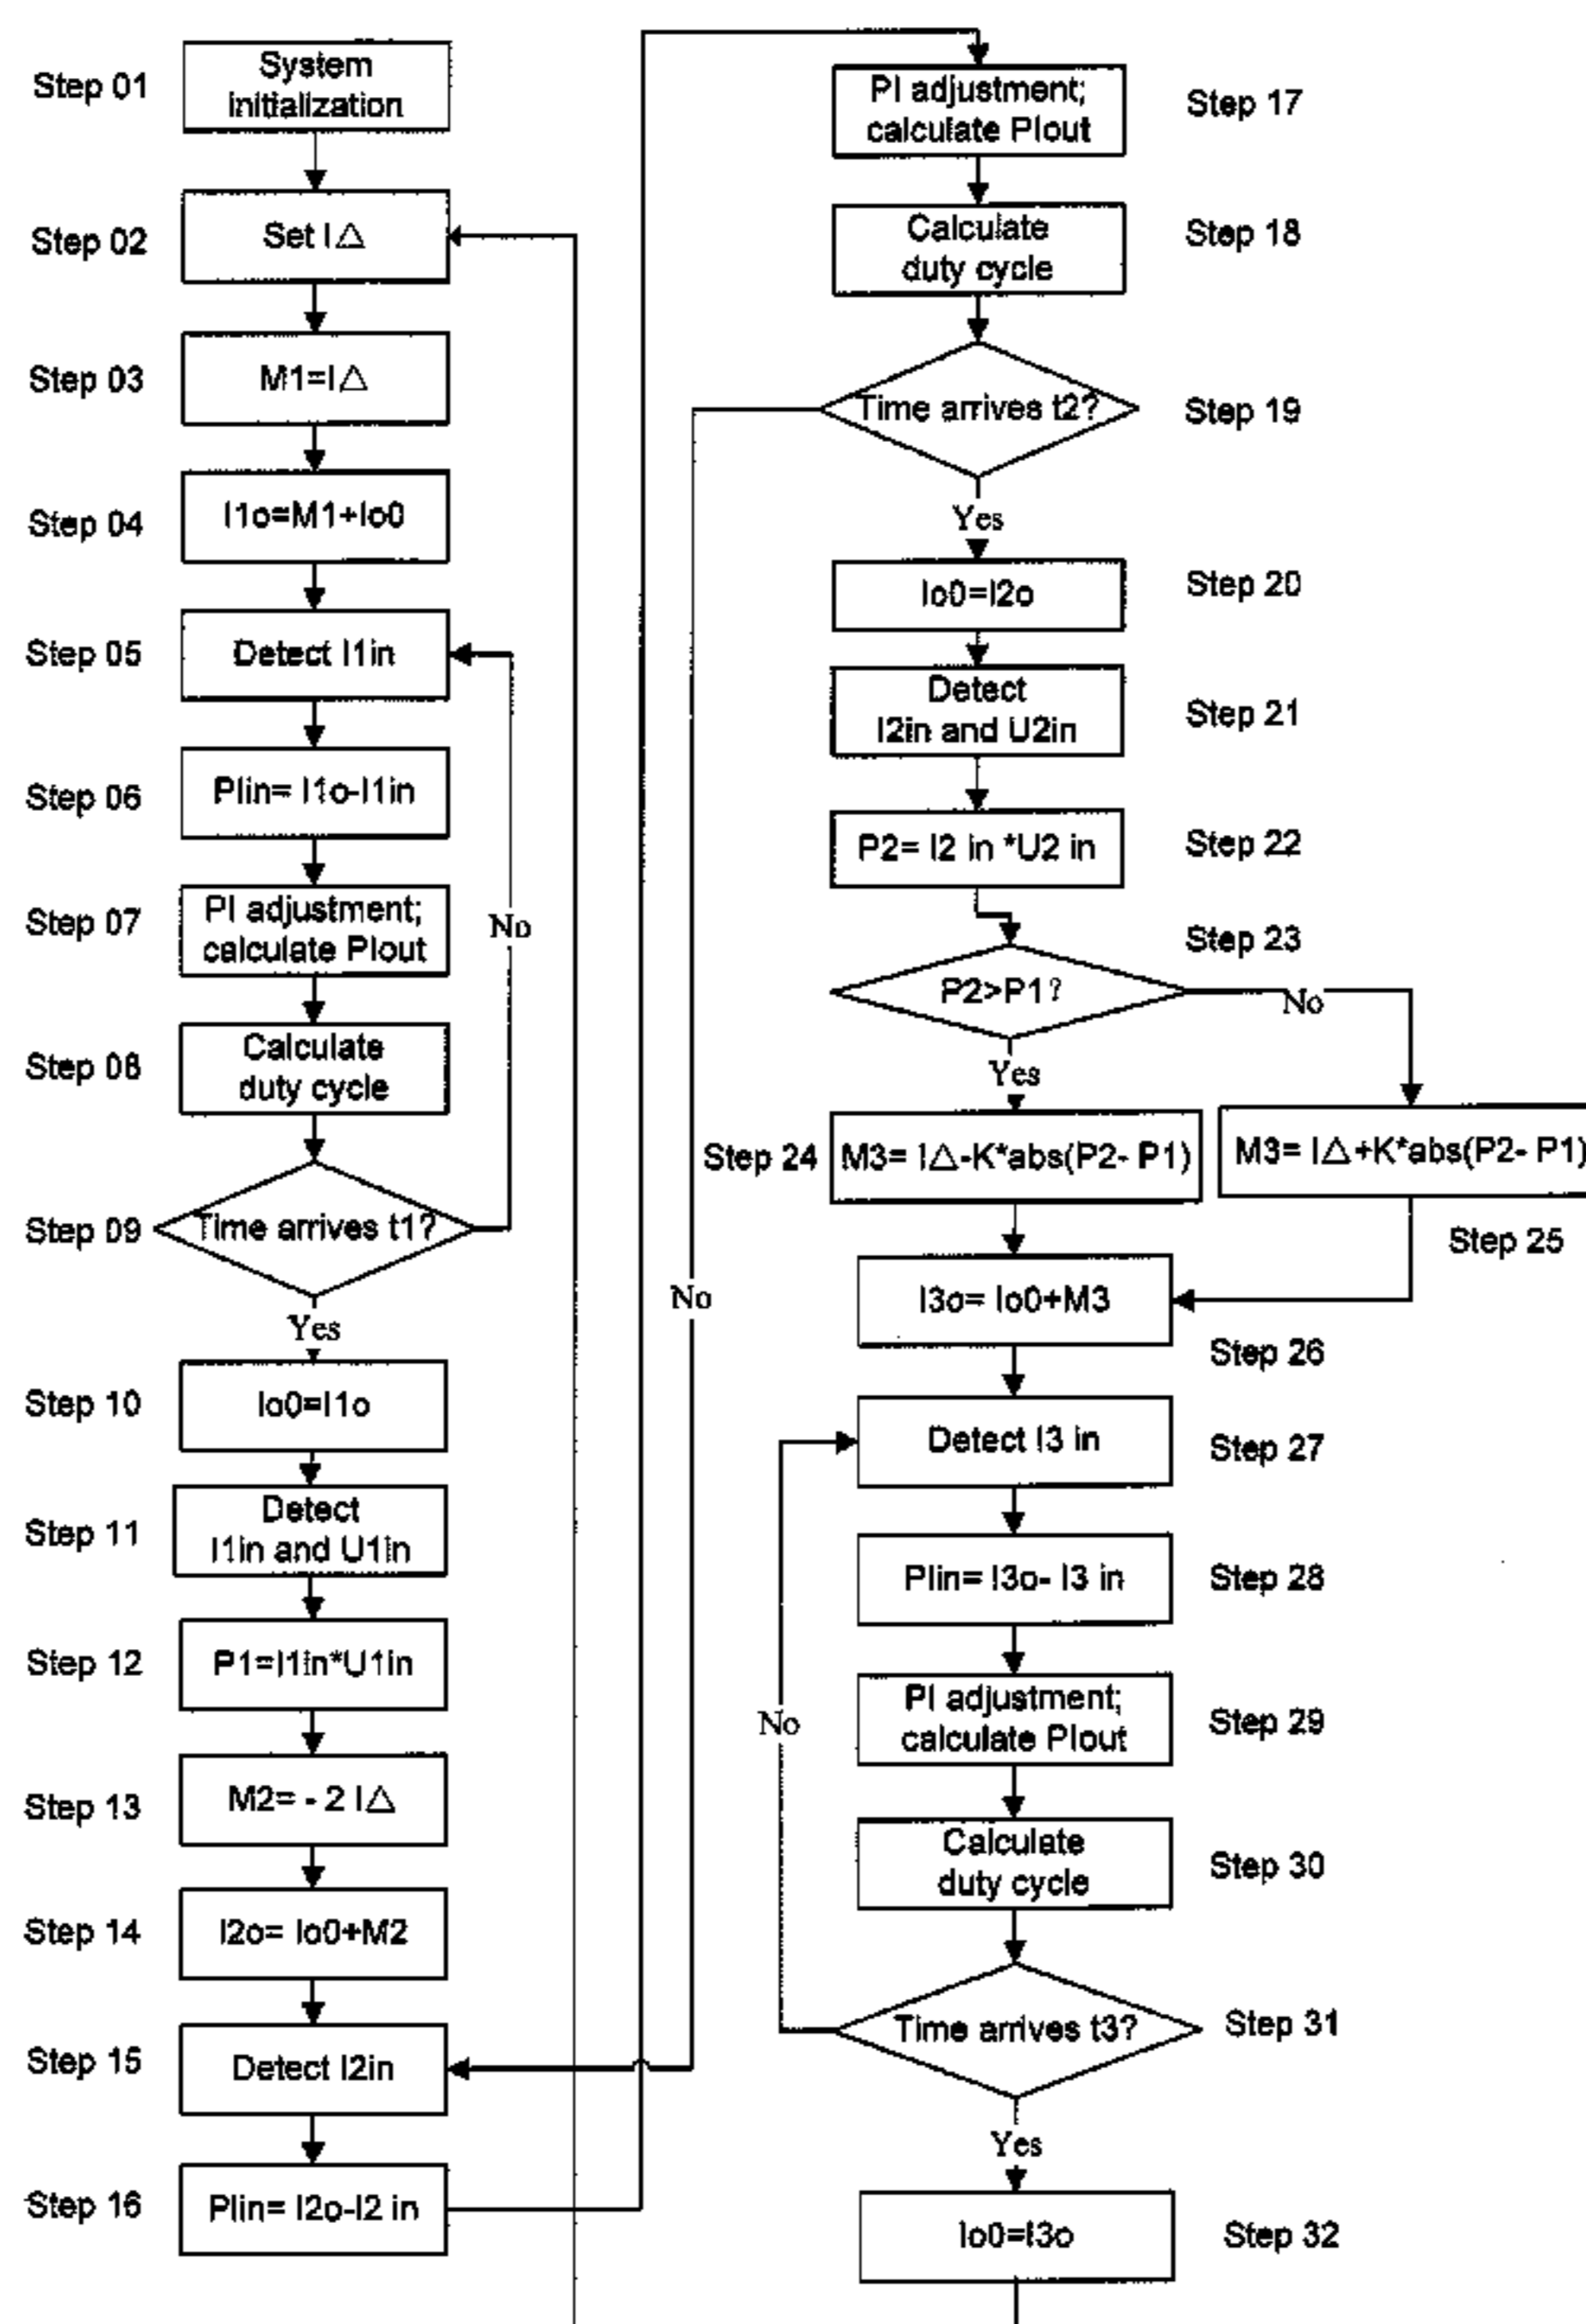 Step 01
System
initialization
Step 02
Set I△
Step 03
M1=I△
Step 04
I1o=M1+Io0
Step 05
Detect I1in
Step 06
PIin= I1o-I1in
Step 07
PI adjustment;
calculate PIout
No
Step 08
Calculate
duty cycle
Step 09
Time arrives t1?
Yes
Step 10
Io0=I1o
Step 11
Detect
I1in and U1in
Step 12
P1=I1in*U1in
Step 13
M2= - 2 I△
Step 14
I2o= Io0+M2
Step 15
Detect I2in
Step 16
PIin= I2o-I2 in
PI adjustment;
calculate PIout
Step 17
Calculate
duty cycle
Step 18
Time arrives t2?
Step 19
No
Yes
Io0=I2o
Step 20
Detect
I2in and U2in
Step 21
P2= I2 in *U2 in
Step 22
Step 23
P2>P1?
No
Yes
Step 24
M3= I△-K*abs(P2- P1)
M3= I△+K*abs(P2- P1)
Step 25
I3o= Io0+M3
Step 26
Detect I3 in
Step 27
PIin= I3o- I3 in
Step 28
PI adjustment;
calculate PIout
Step 29
No
Calculate
duty cycle
Step 30
Time arrives t3?
Step 31
Yes
Io0=I3o
Step 32